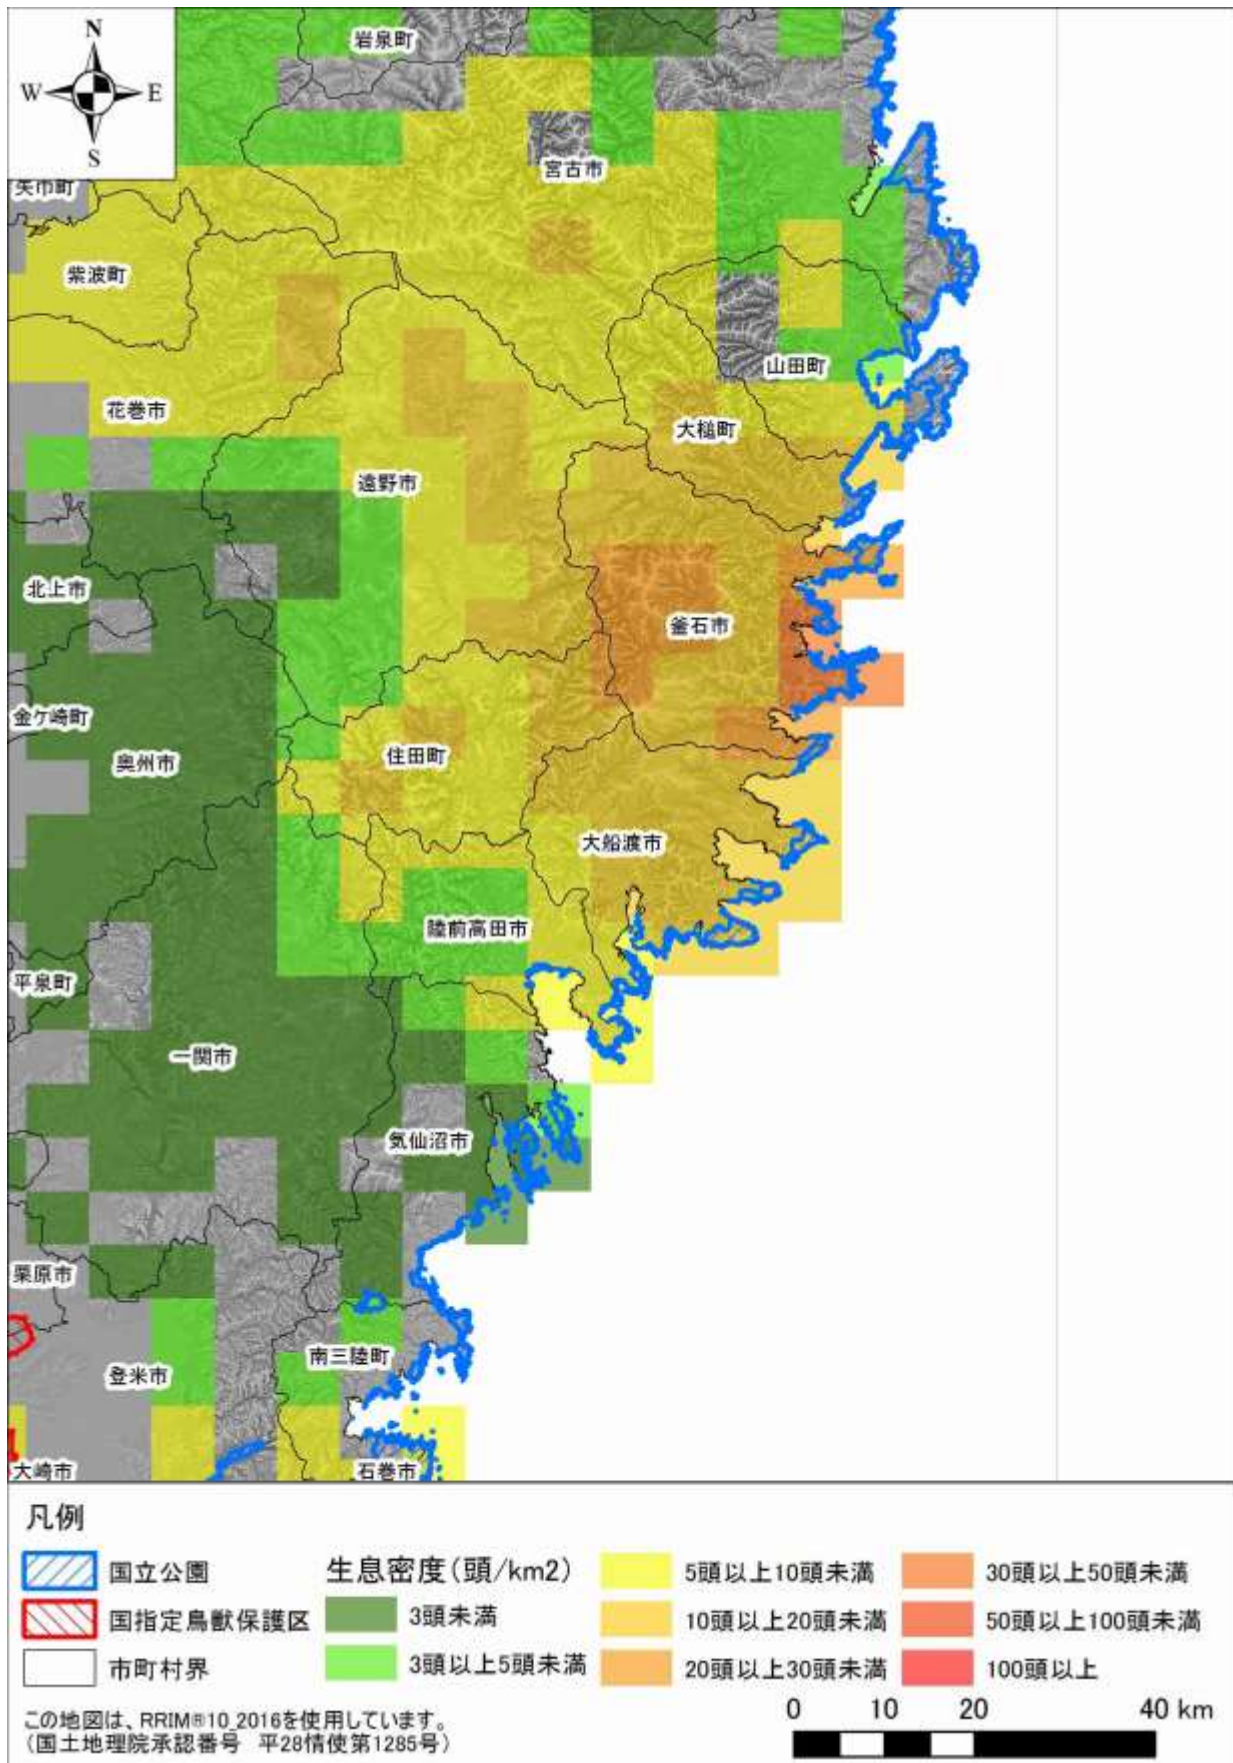 N
W E
S
岩泉町
宮古市
矢巾町
紫波町
山田町
花巻市
大槌町
遠野市
北上市
釜石市
金ケ崎町
住田町
奥州市
大船渡市
陸前高田市
平泉町
一関市
気仙沼市
栗原市
南三陸町
登米市
大崎市
石巻市
凡例
国立公園
国指定鳥獣保護区
市町村界
生息密度(頭/km2)
3頭未満
3頭以上5頭未満
5頭以上10頭未満
10頭以上20頭未満
20頭以上30頭未満
30頭以上50頭未満
50頭以上100頭未満
100頭以上
この地図は、RRIM®10_2016を使用しています。
(国土地理院承認番号 平28情使第1285号)
0 10 20 40 km